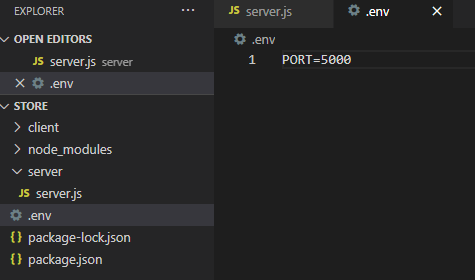 EXPLORER ...
OPEN EDITORS
JS server.js server
.env
STORE
client
node_modules
server
JS server.js
.env
{} package-lock.json
{} package.json
JS server.js .env
.env
1 PORT=5000